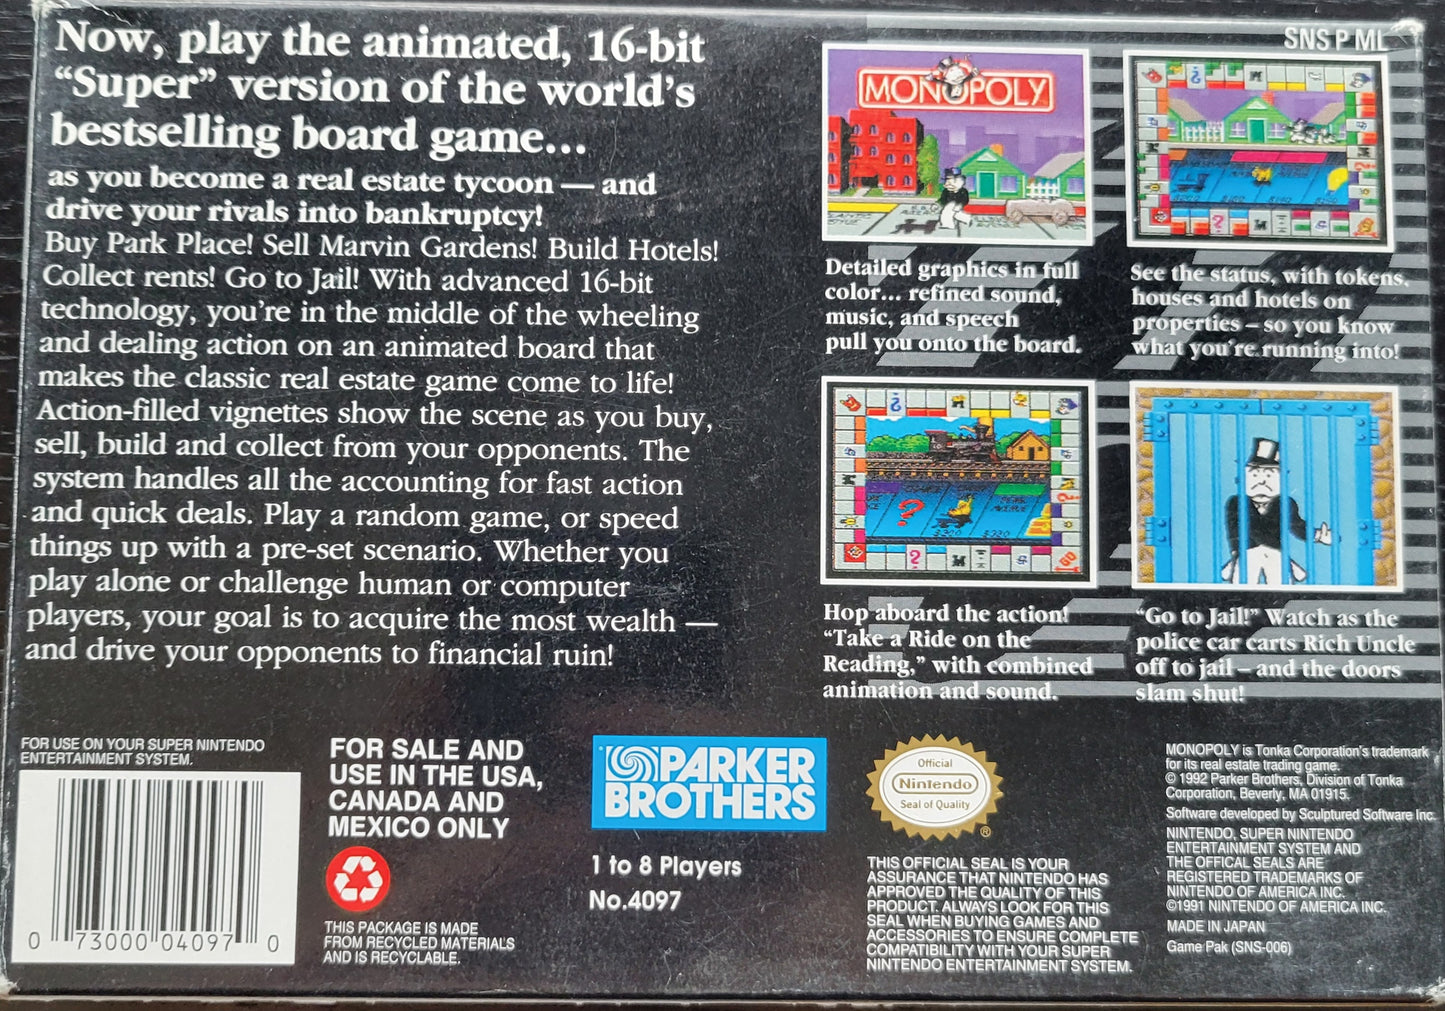 Now, play the animated, 16-bit
“Super” version of the world’s
bestselling board game...
as you become a real estate tycoon — and
drive your rivals into bankruptcy!
Buy Park Place! Sell Marvin Gardens! Build Hotels!
Collect rents! Go to Jail! With advanced 16-bit
technology, you’re in the middle of the wheeling
and dealing action on an animated board that
makes the classic real estate game come to life!
Action-filled vignettes show the scene as you buy,
sell, build and collect from your opponents. The
system handles all the accounting for fast action
and quick deals. Play a random game, or speed
things up with a pre-set scenario. Whether you
play alone or challenge human or computer
players, your goal is to acquire the most wealth —
and drive your opponents to financial ruin!
SNS P ML
MONOPOLY
Detailed graphics in full
color... refined sound,
music, and speech
pull you onto the board.
See the status, with tokens,
houses and hotels on
properties – so you know
what you’re running into!
GO
Hop aboard the action!
“Take a Ride on the
Reading,” with combined
animation and sound.
“Go to Jail!” Watch as the
police car carts Rich Uncle
off to jail – and the doors
slam shut!
FOR USE ON YOUR SUPER NINTENDO
ENTERTAINMENT SYSTEM.
0 73000 04097 0
FOR SALE AND
USE IN THE USA,
CANADA AND
MEXICO ONLY
THIS PACKAGE IS MADE
FROM RECYCLED MATERIALS
AND IS RECYCLABLE.
PARKER
BROTHERS
1 to 8 Players
No.4097
Official
Nintendo
Seal of Quality
®
THIS OFFICIAL SEAL IS YOUR
ASSURANCE THAT NINTENDO HAS
APPROVED THE QUALITY OF THIS
PRODUCT. ALWAYS LOOK FOR THIS
SEAL WHEN BUYING GAMES AND
ACCESSORIES TO ENSURE COMPLETE
COMPATIBILITY WITH YOUR SUPER
NINTENDO ENTERTAINMENT SYSTEM.
MONOPOLY is Tonka Corporation’s trademark
for its real estate trading game.
© 1992 Parker Brothers, Division of Tonka
Corporation, Beverly, MA 01915.
Software developed by Sculptured Software Inc.
NINTENDO, SUPER NINTENDO
ENTERTAINMENT SYSTEM AND
THE OFFICAL SEALS ARE
REGISTERED TRADEMARKS OF
NINTENDO OF AMERICA INC.
©1991 NINTENDO OF AMERICA INC.
MADE IN JAPAN
Game Pak (SNS-006)